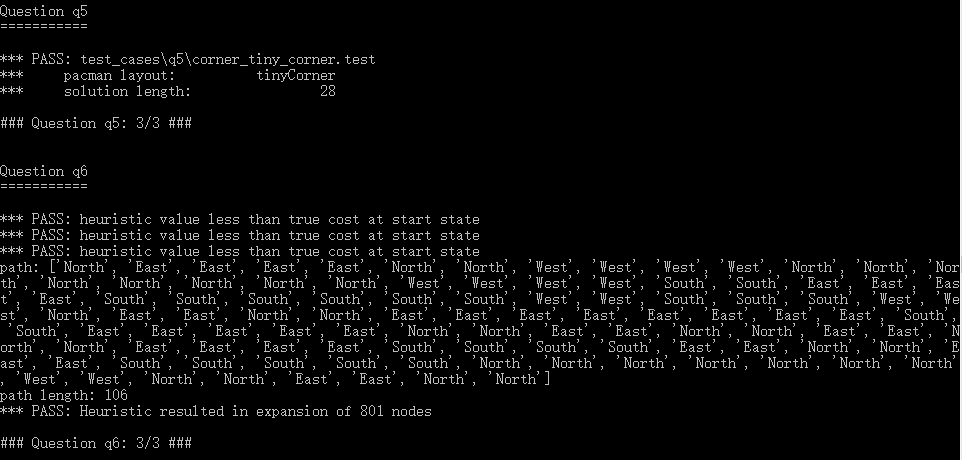 Question q5
===========
*** PASS: test_cases\q5\corner_tiny_corner.test
***     pacman layout:          tinyCorner
***     solution length:                28
### Question q5: 3/3 ###
Question q6
===========
*** PASS: heuristic value less than true cost at start state
*** PASS: heuristic value less than true cost at start state
*** PASS: heuristic value less than true cost at start state
path: ['North', 'East', 'East', 'East', 'East', 'North', 'North', 'West', 'West', 'West', 'West', 'North', 'North', 'Nor
th', 'North', 'North', 'North', 'North', 'North', 'West', 'West', 'West', 'West', 'South', 'South', 'East', 'East', 'Eas
t', 'East', 'South', 'South', 'South', 'South', 'South', 'South', 'West', 'West', 'South', 'South', 'South', 'West', 'We
st', 'North', 'East', 'East', 'North', 'North', 'East', 'East', 'East', 'East', 'East', 'East', 'East', 'East', 'South',
 'South', 'East', 'East', 'East', 'East', 'East', 'North', 'North', 'East', 'East', 'North', 'North', 'East', 'East', 'N
orth', 'North', 'East', 'East', 'East', 'South', 'South', 'South', 'South', 'East', 'East', 'North', 'North', 'E
ast', 'East', 'South', 'South', 'South', 'South', 'South', 'North', 'North', 'North', 'North', 'North', 'North', 'North'
, 'West', 'West', 'North', 'North', 'East', 'East', 'North', 'North']
path length: 106
*** PASS: Heuristic resulted in expansion of 801 nodes
### Question q6: 3/3 ###